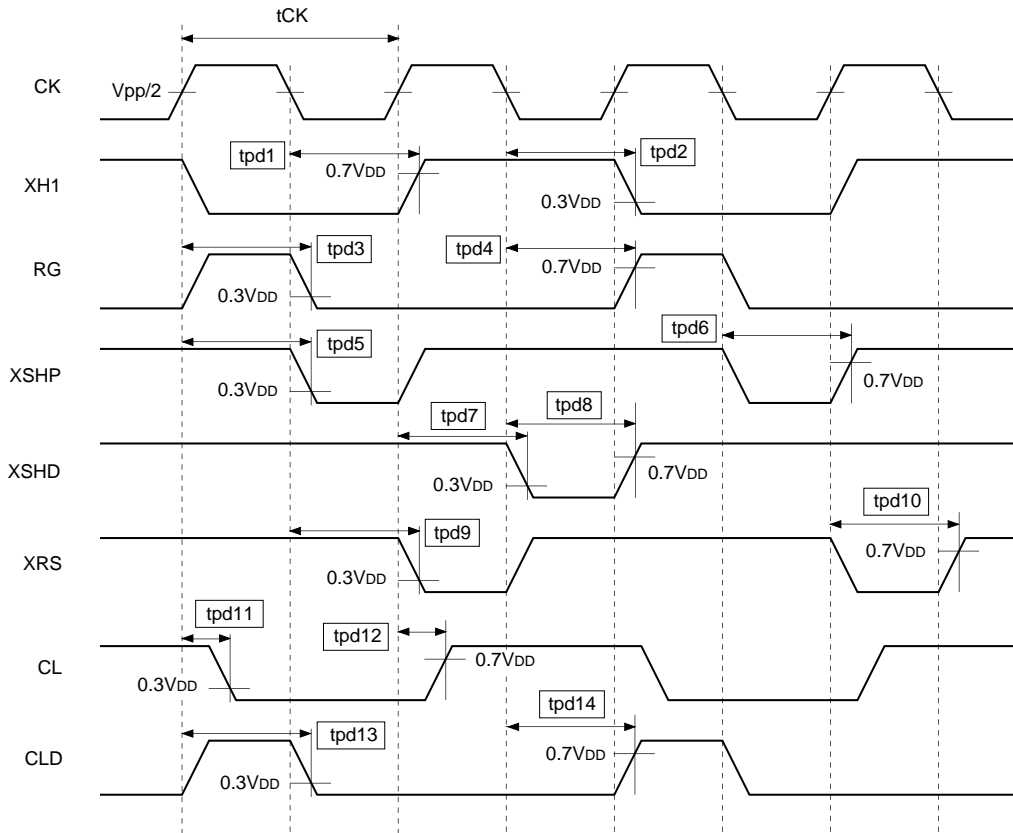 tCK
CK
Vpp/2
tpd1
0.7VDD
tpd2
XH1
0.3VDD
tpd3
tpd4
RG
0.7VDD
0.3VDD
tpd6
tpd5
XSHP
0.3VDD
0.7VDD
tpd7
tpd8
XSHD
0.3VDD
0.7VDD
tpd10
tpd9
XRS
0.7VDD
0.3VDD
tpd11
tpd12
CL
0.7VDD
0.3VDD
tpd14
tpd13
CLD
0.7VDD
0.3VDD